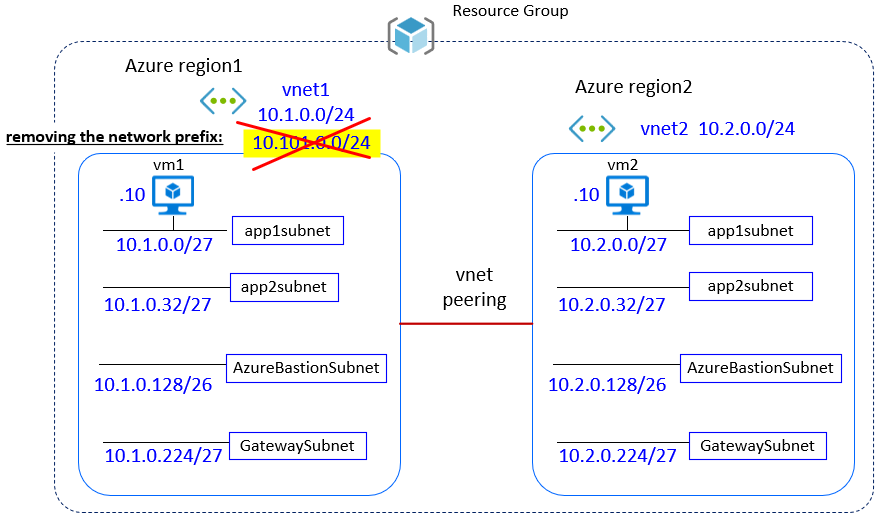 Resource Group
Azure region1
vnet1
10.1.0.0/24
removing the network prefix:
10.101.0.0/24
vm1
.10
app1subnet
10.1.0.0/27
app2subnet
10.1.0.32/27
AzureBastionSubnet
10.1.0.128/26
GatewaySubnet
10.1.0.224/27
vnet
peering
Azure region2
vnet2 10.2.0.0/24
vm2
.10
app1subnet
10.2.0.0/27
app2subnet
10.2.0.32/27
AzureBastionSubnet
10.2.0.128/26
GatewaySubnet
10.2.0.224/27